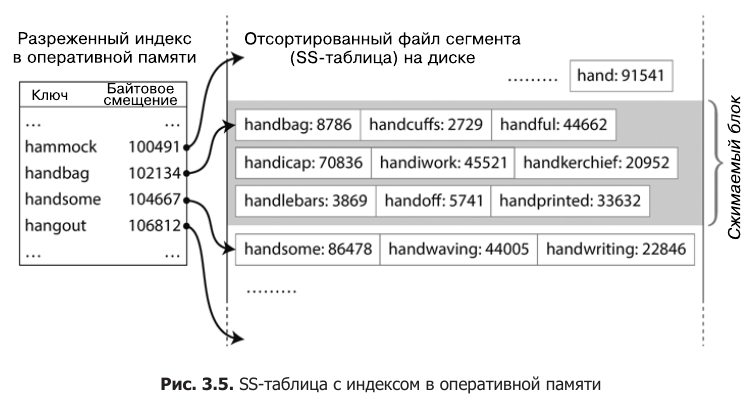 Разреженный индекс
в оперативной памяти
Ключ Байтовое смещение
... ...
hammock 100491
handbag 102134
handsome 104667
hangout 106812
... ...
Отсортированный файл сегмента
(SS-таблица) на диске
......... hand: 91541
handbag: 8786 handcuffs: 2729 handful: 44662
handicap: 70836 handiwork: 45521 handkerchief: 20952
handlebars: 3869 handoff: 5741 handprinted: 33632
handsome: 86478 handwaving: 44005 handwriting: 22846
.........
Сжимаемый блок
Рис. 3.5. SS-таблица с индексом в оперативной памяти